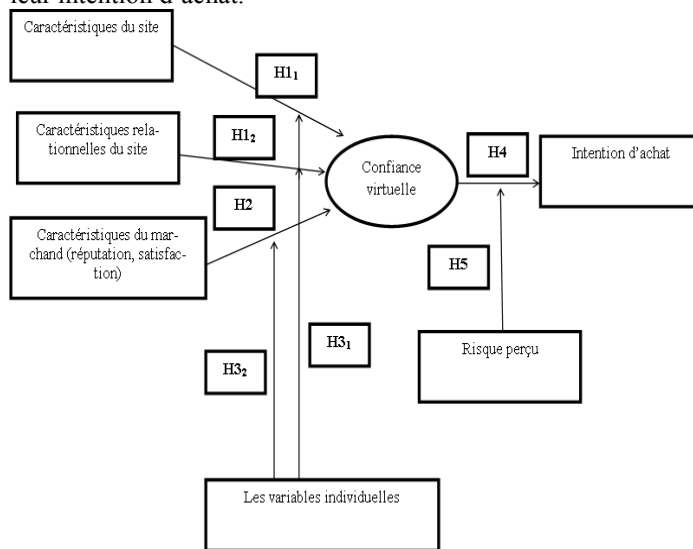 leur intention d'achat.
Caractéristiques du site
H1₁
Caractéristiques rela-
tionnelles du site
H1₂
Confiance
virtuelle
H4
Intention d'achat
H2
Caractéristiques du mar-
chand (réputation, satisfac-
tion)
H5
H3₁
H3₂
Risque perçu
Les variables individuelles